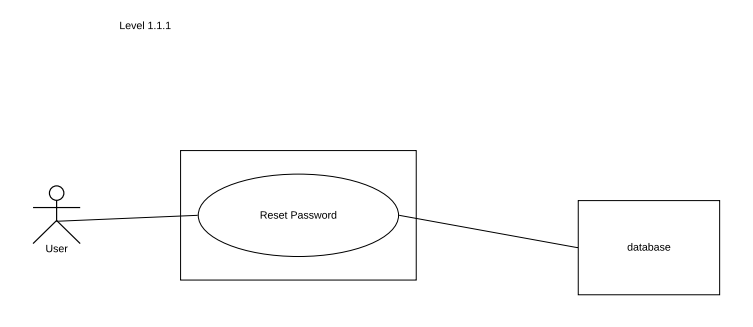 Level 1.1.1
Reset Password
User
database